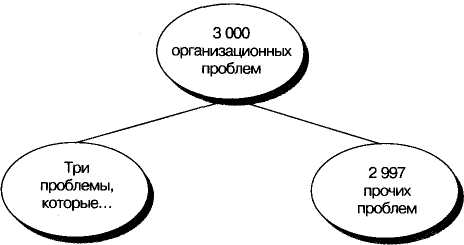 3 000
организационных
проблем
Три
проблемы,
которые...
2 997
прочих
проблем